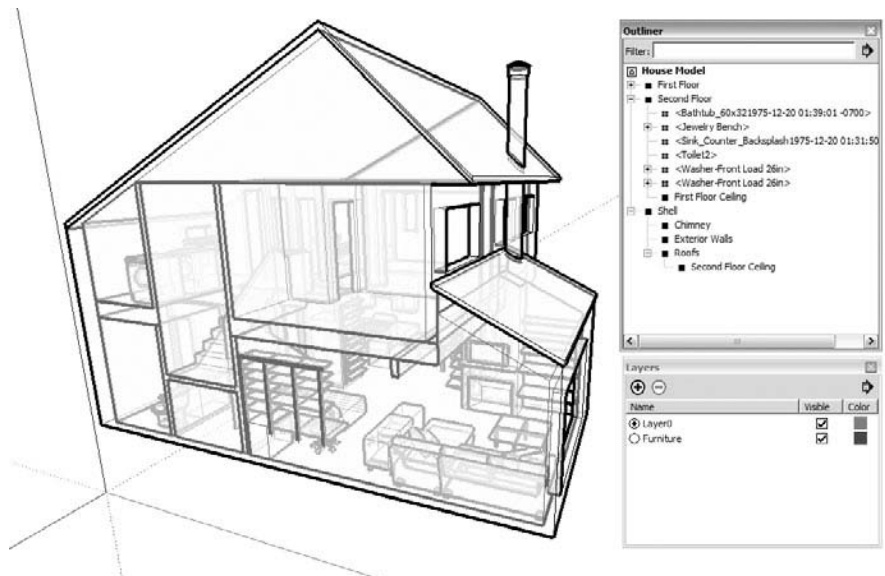 Outliner
Filter:
House Model
First Floor
Second Floor
<Bathtub_60x321975-12-20 01:39:01 -0700>
<Jewelry Bench>
<Sink_Counter_Backsplash1975-12-20 01:31:50
<Toilet2>
<Washer-Front Load 26in>
<Washer-Front Load 26in>
First Floor Ceiling
Shell
Chimney
Exterior Walls
Roofs
Second Floor Ceiling
Layers
Name Visible Color
Layer0
Furniture